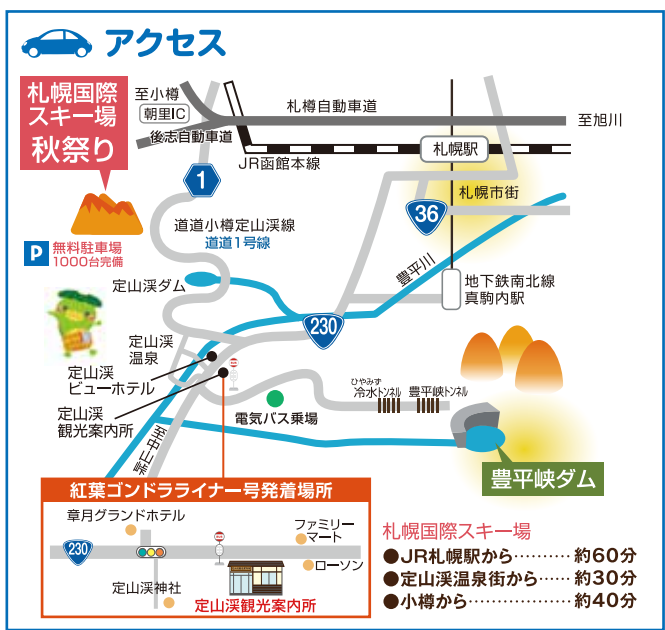 アクセス
札幌国際
スキー場
秋祭り
至小樽
朝里IC
後志自動車道
札樽自動車道
至旭川
JR函館本線
札幌駅
1
36
札幌市街
道道小樽定山渓線
道道1号線
P 無料駐車場
1000台完備
豊平川
地下鉄南北線
真駒内駅
定山渓ダム
230
定山渓
温泉
定山渓
ビューホテル
定山渓
観光案内所
電気バス乗場
ひやみず
冷水トンネル
豊平峡トンネル
至中山峠
豊平峡ダム
紅葉ゴンドラライナー号発着場所
章月グランドホテル
ファミリー
マート
230
ローソン
定山渓神社
定山渓観光案内所
札幌国際スキー場
●JR札幌駅から………… 約60分
●定山渓温泉街から…… 約30分
●小樽から……………… 約40分